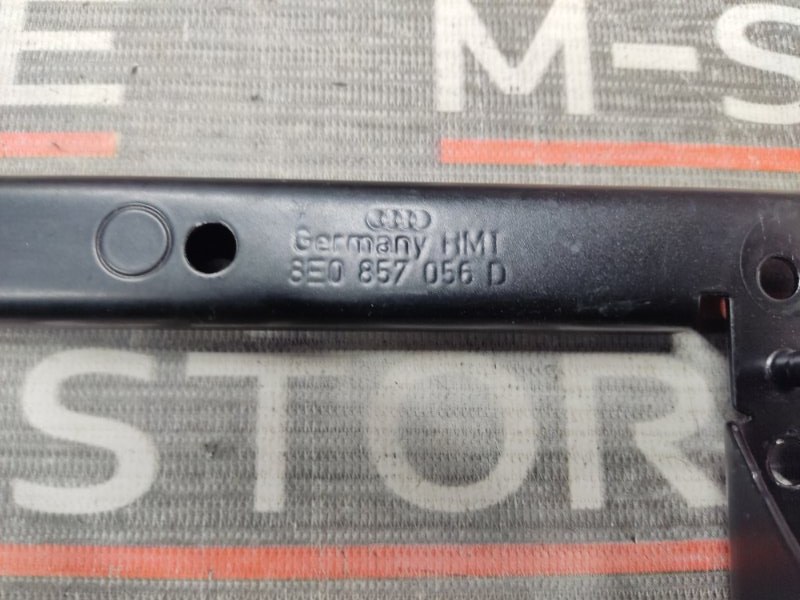 E M-S
Germany HMT
8E0 857 056 D
STOR